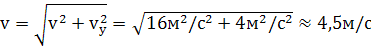 v = √(v² + v_y²) = √(16м²/с² + 4м²/с²) ≈ 4,5м/с